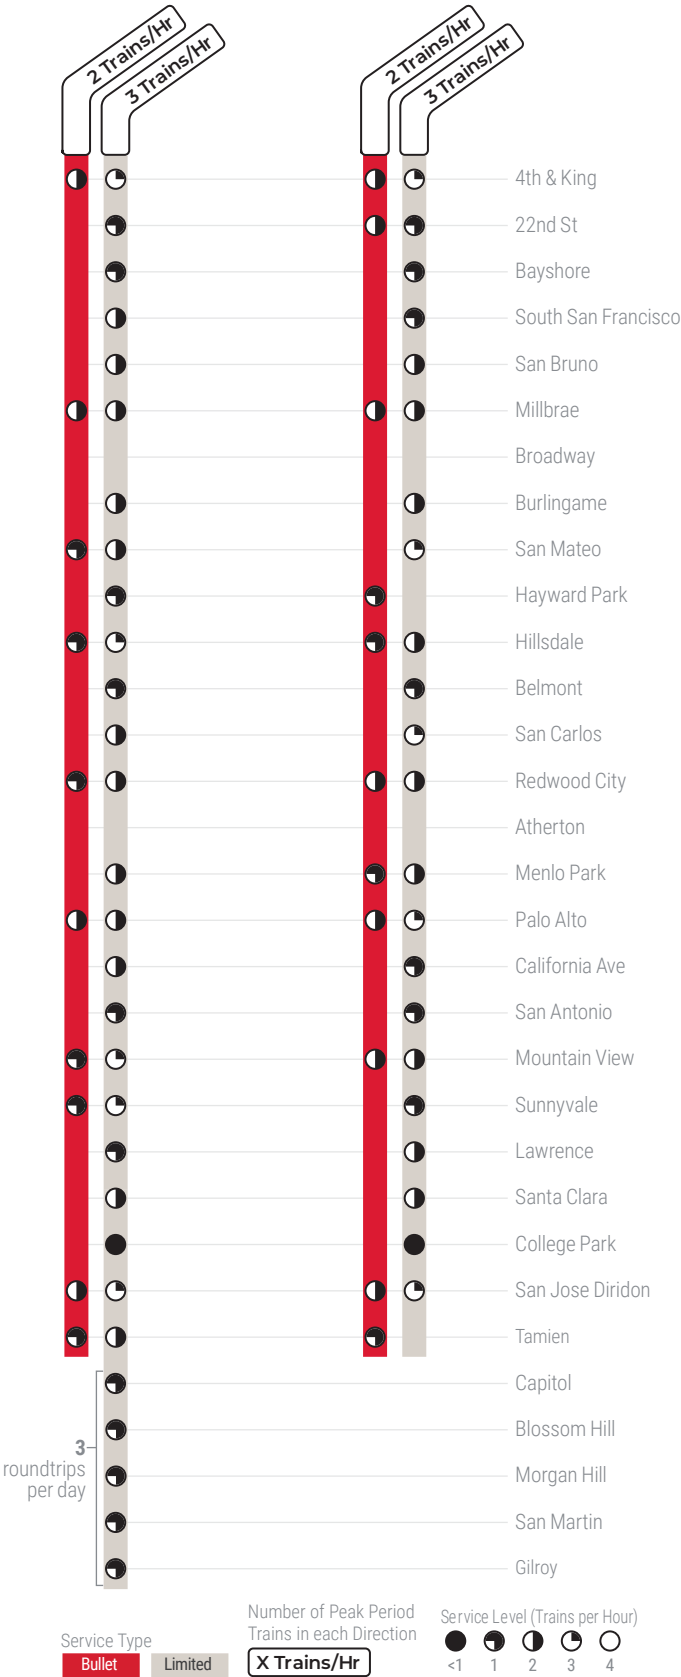 2 Trains/Hr
3 Trains/Hr
2 Trains/Hr
3 Trains/Hr
4th & King
22nd St
Bayshore
South San Francisco
San Bruno
Millbrae
Broadway
Burlingame
San Mateo
Hayward Park
Hillsdale
Belmont
San Carlos
Redwood City
Atherton
Menlo Park
Palo Alto
California Ave
San Antonio
Mountain View
Sunnyvale
Lawrence
Santa Clara
College Park
San Jose Diridon
Tamien
Capitol
Blossom Hill
Morgan Hill
San Martin
Gilroy
3
roundtrips
per day
Service Type
Bullet
Limited
Number of Peak Period
Trains in each Direction
X Trains/Hr
Service Level (Trains per Hour)
<1 1 2 3 4